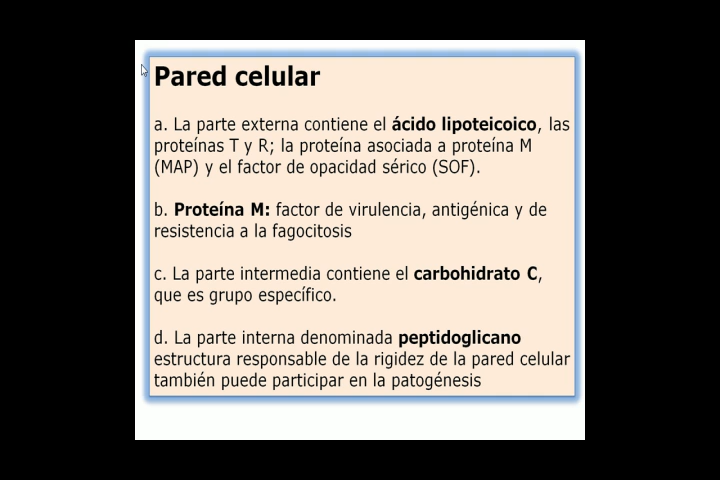 Pared celular
a. La parte externa contiene el ácido lipoteicoico, las
proteínas T y R; la proteína asociada a proteína M
(MAP) y el factor de opacidad sérico (SOF).
b. Proteína M: factor de virulencia, antigénica y de
resistencia a la fagocitosis
c. La parte intermedia contiene el carbohidrato C,
que es grupo específico.
d. La parte interna denominada peptidoglicano
estructura responsable de la rigidez de la pared celular
también puede participar en la patogénesis